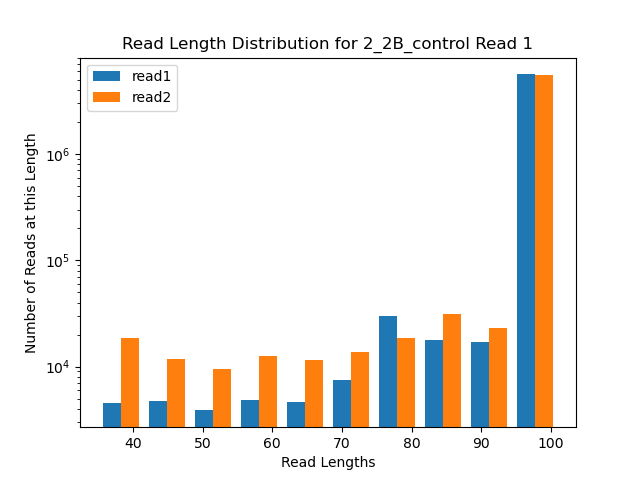 Read Length Distribution for 2_2B_control Read 1
read1
read2
Number of Reads at this Length
10^6
10^5
10^4
40 50 60 70 80 90 100
Read Lengths